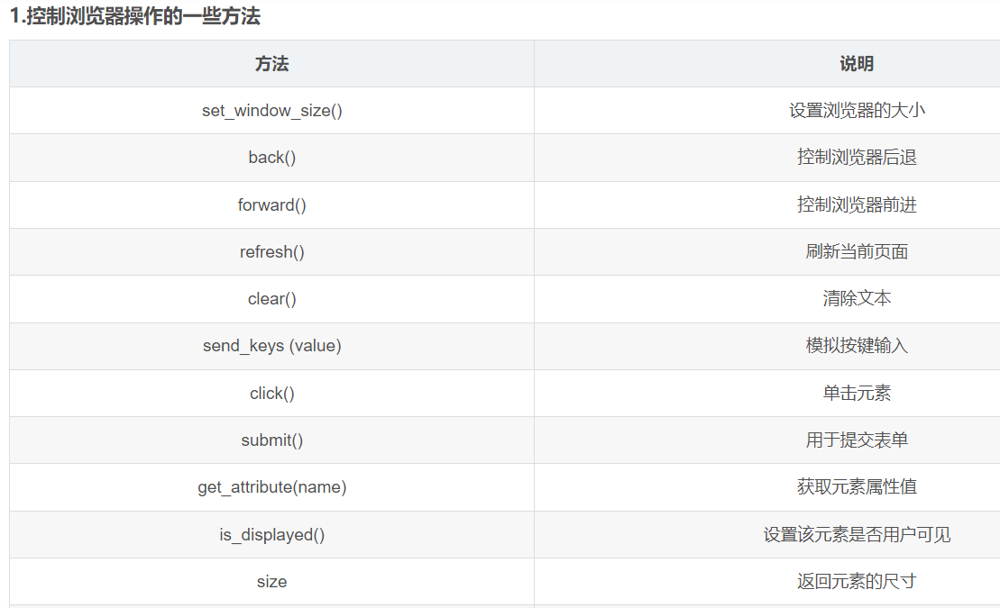 1.控制浏览器操作的一些方法
方法 说明
set_window_size() 设置浏览器的大小
back() 控制浏览器后退
forward() 控制浏览器前进
refresh() 刷新当前页面
clear() 清除文本
send_keys (value) 模拟按键输入
click() 单击元素
submit() 用于提交表单
get_attribute(name) 获取元素属性值
is_displayed() 设置该元素是否用户可见
size 返回元素的尺寸